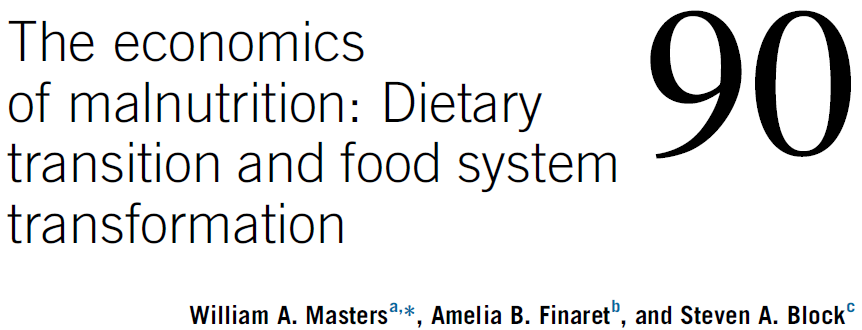 The economics
of malnutrition: Dietary
transition and food system
transformation
90
William A. Masters^a,*, Amelia B. Finaret^b, and Steven A. Block^c